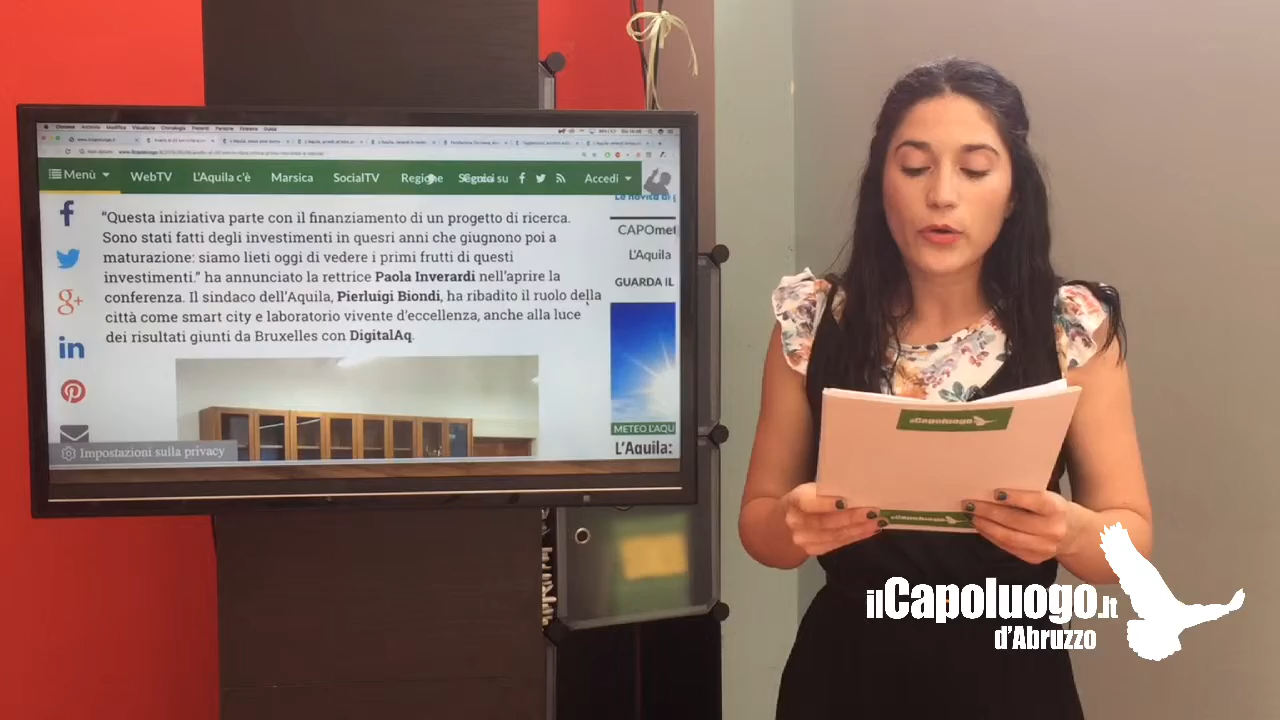 Menù WebTV L'Aquila c'è Marsica SocialTV Accedi
"Questa iniziativa parte con il finanziamento di un progetto di ricerca.
Sono stati fatti degli investimenti in quesri anni che giugnono poi a
maturazione: siamo lieti oggi di vedere i primi frutti di questi
investimenti." ha annunciato la rettrice Paola Inverardi nell'aprire la
conferenza. Il sindaco dell'Aquila, Pierluigi Biondi, ha ribadito il ruolo della
città come smart city e laboratorio vivente d'eccellenza, anche alla luce
dei risultati giunti da Bruxelles con DigitalAq.
Impostazioni sulla privacy
CAPOmet
L'Aquila
GUARDA IL
METEO L'AQU
L'Aquila:
ilCapoluogo
ilCapoluogo
ilCapoluogo.it
d'Abruzzo